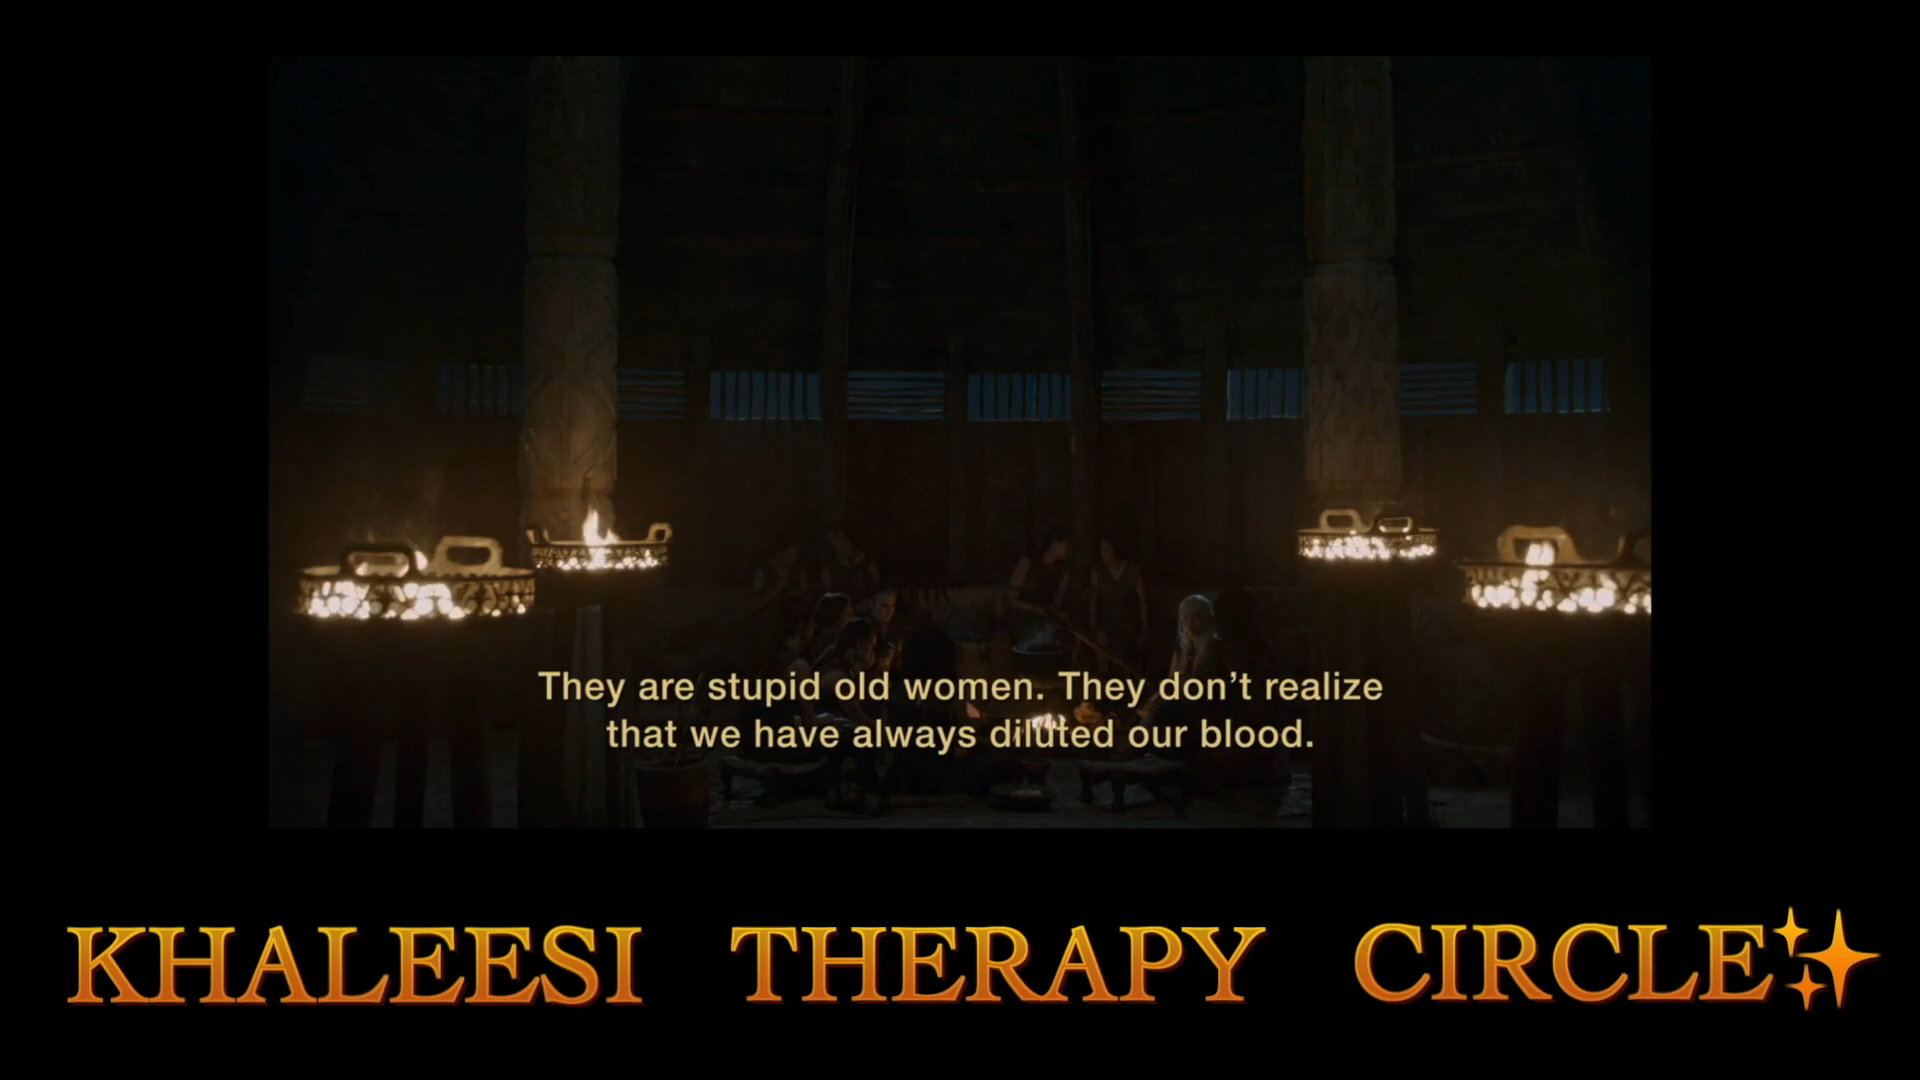 They are stupid old women. They don't realize
that we have always diluted our blood.
KHALEESI THERAPY CIRCLE